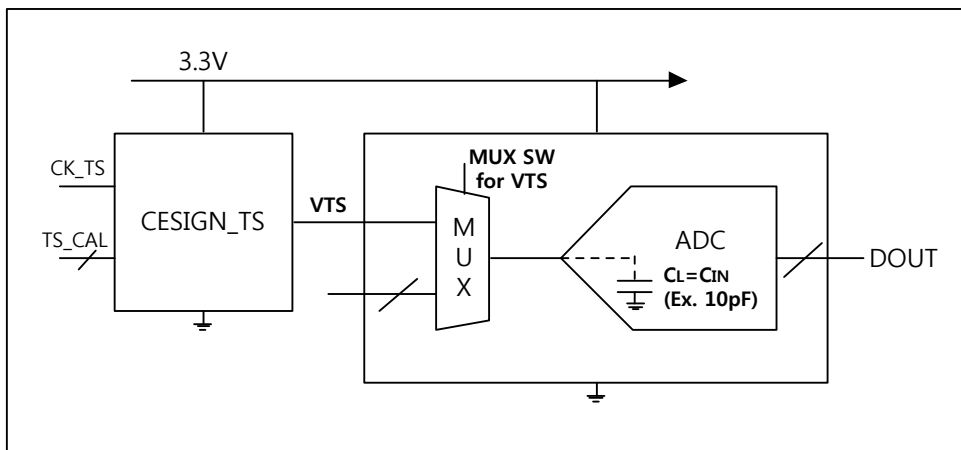 3.3V
CK_TS
TS_CAL
CESIGN_TS
VTS
MUX SW
for VTS
M
U
X
ADC
CL=CIN
(Ex. 10pF)
DOUT